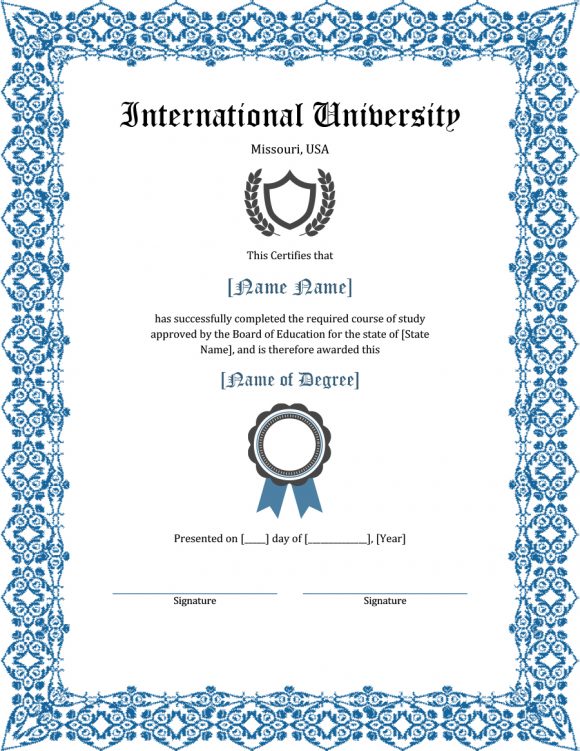 International University
Missouri, USA
This Certifies that
[Name Name]
has successfully completed the required course of study
approved by the Board of Education for the state of [State
Name], and is therefore awarded this
[Name of Degree]
Presented on [_____] day of [______________], [Year]
Signature Signature